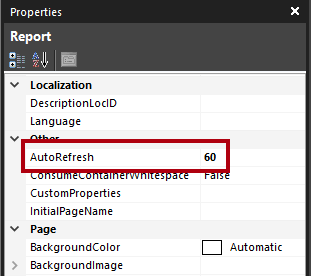 Properties
Report
Localization
DescriptionLocID
Language
Other
AutoRefresh 60
ConsumeContainerWhitespace False
CustomProperties
InitialPageName
Page
BackgroundColor Automatic
BackgroundImage